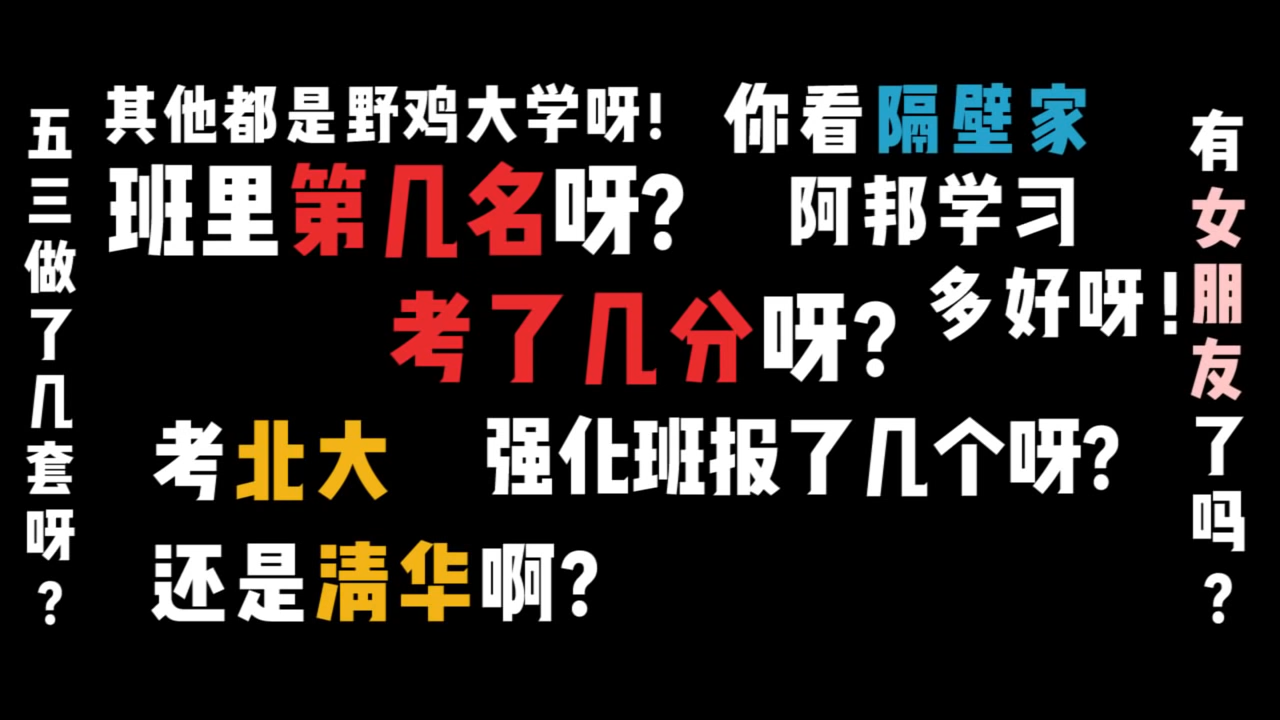 五三做了几套呀?
其他都是野鸡大学呀!
班里第几名呀?
考了几分呀?
你看隔壁家
阿邦学习
多好呀!
考北大
还是清华啊?
强化班报了几个呀?
有女朋友了吗?